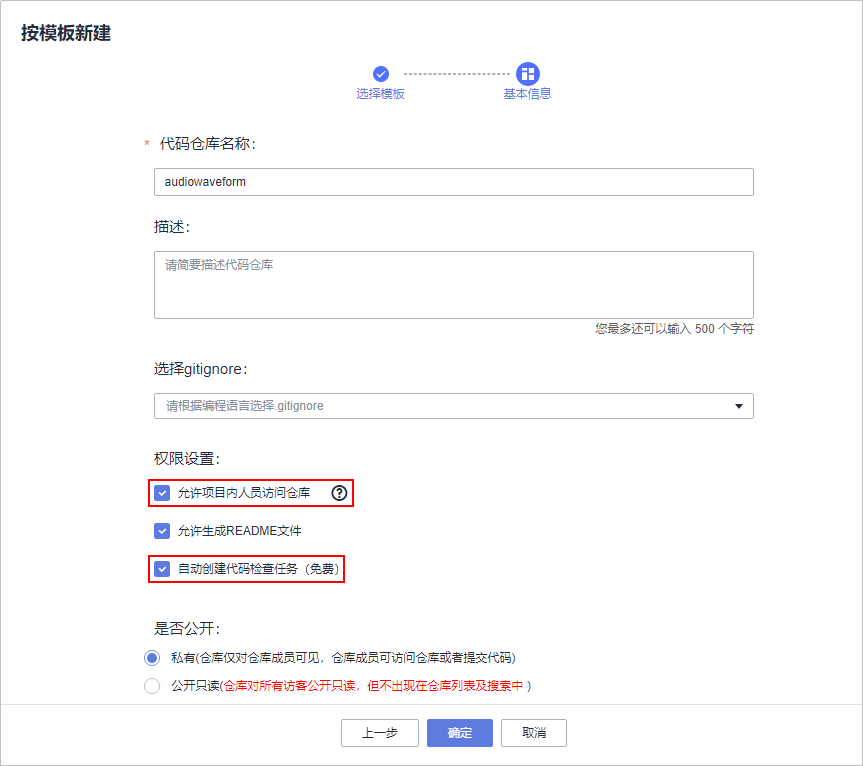 按模板新建
选择模板
基本信息
* 代码仓库名称：
audiowaveform
描述：
请简要描述代码仓库
您最多还可以输入 500 个字符
选择gitignore：
请根据编程语言选择.gitignore
权限设置：
允许项目内人员访问仓库 ?
允许生成README文件
自动创建代码检查任务（免费）
是否公开：
私有(仓库仅对仓库成员可见，仓库成员可访问仓库或者提交代码)
公开只读(仓库对所有访客公开只读，但不出现在仓库列表及搜索中 )
上一步
确定
取消